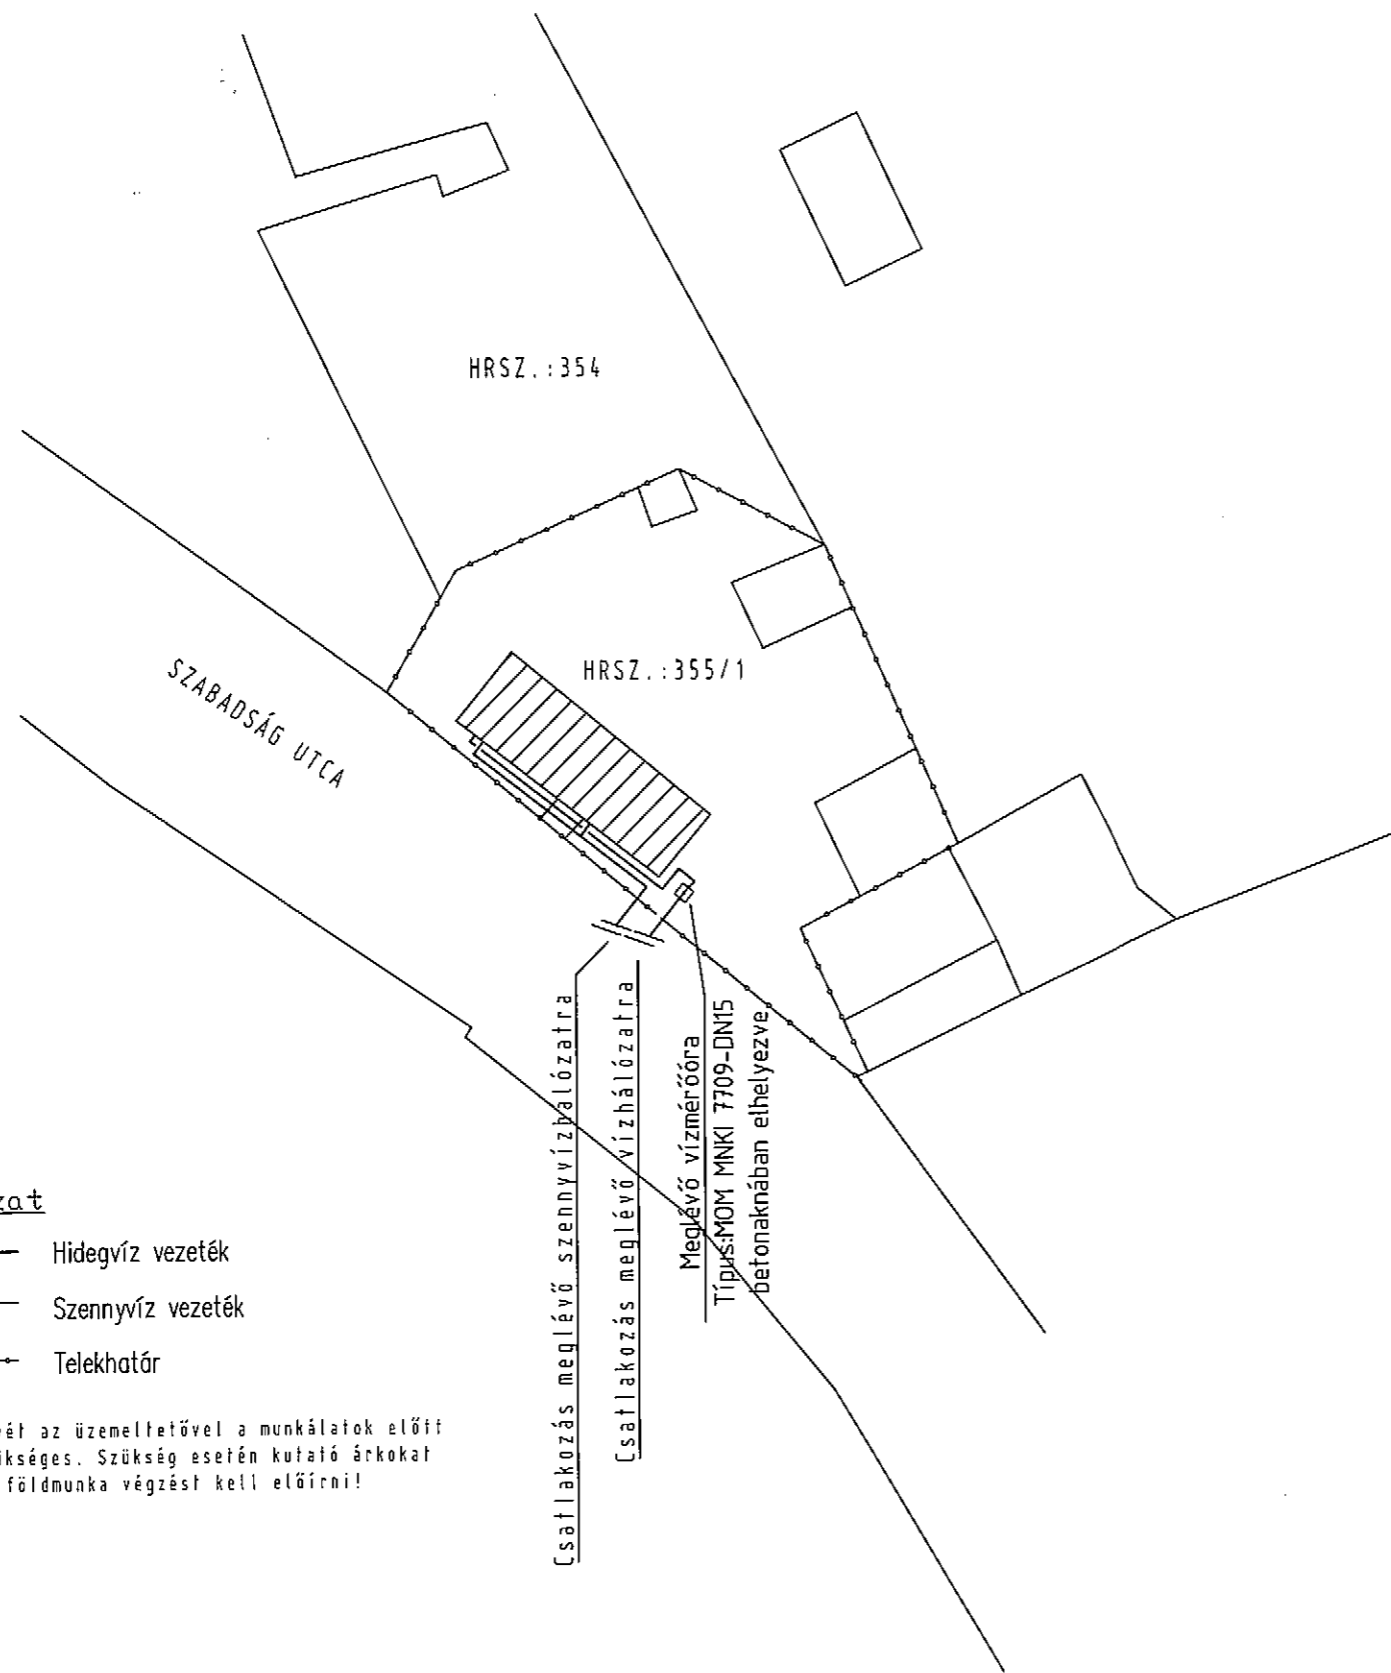 HRSZ.:354
HRSZ.:355/1
SZABADSÁG UTCA
Csatlakozás meglévő szennyvízhálózatra
Csatlakozás meglévő vízhálózatra
Meglévő vízmérőóra
Típus:MOM MNKI 7709-DN15
betonaknában elhelyezve
Hidegvíz vezeték
Szennyvíz vezeték
Telekhatár
az üzemeltetővel a munkálatok előtt
Szükség esetén kutató árkokat
földmunka végzést kell előírni!